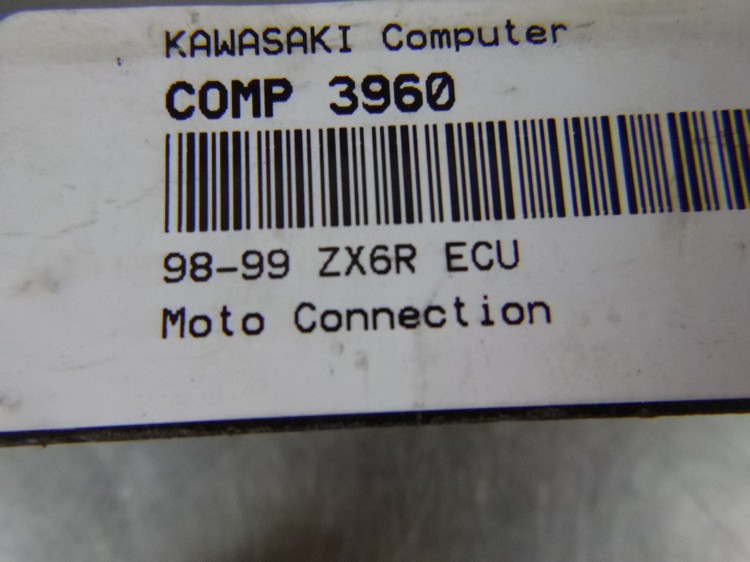 KAWASAKI Computer
COMP 3960
98-99 ZX6R ECU
Moto Connection